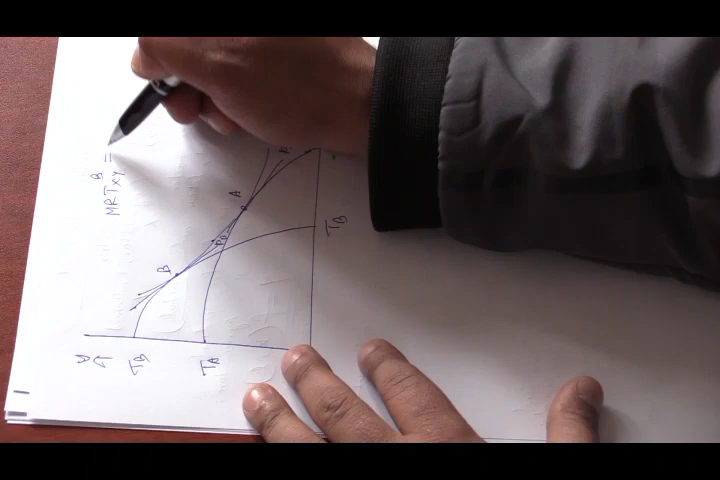 MRT^B_XY =
A
B
y
T_B
T_A
T_B